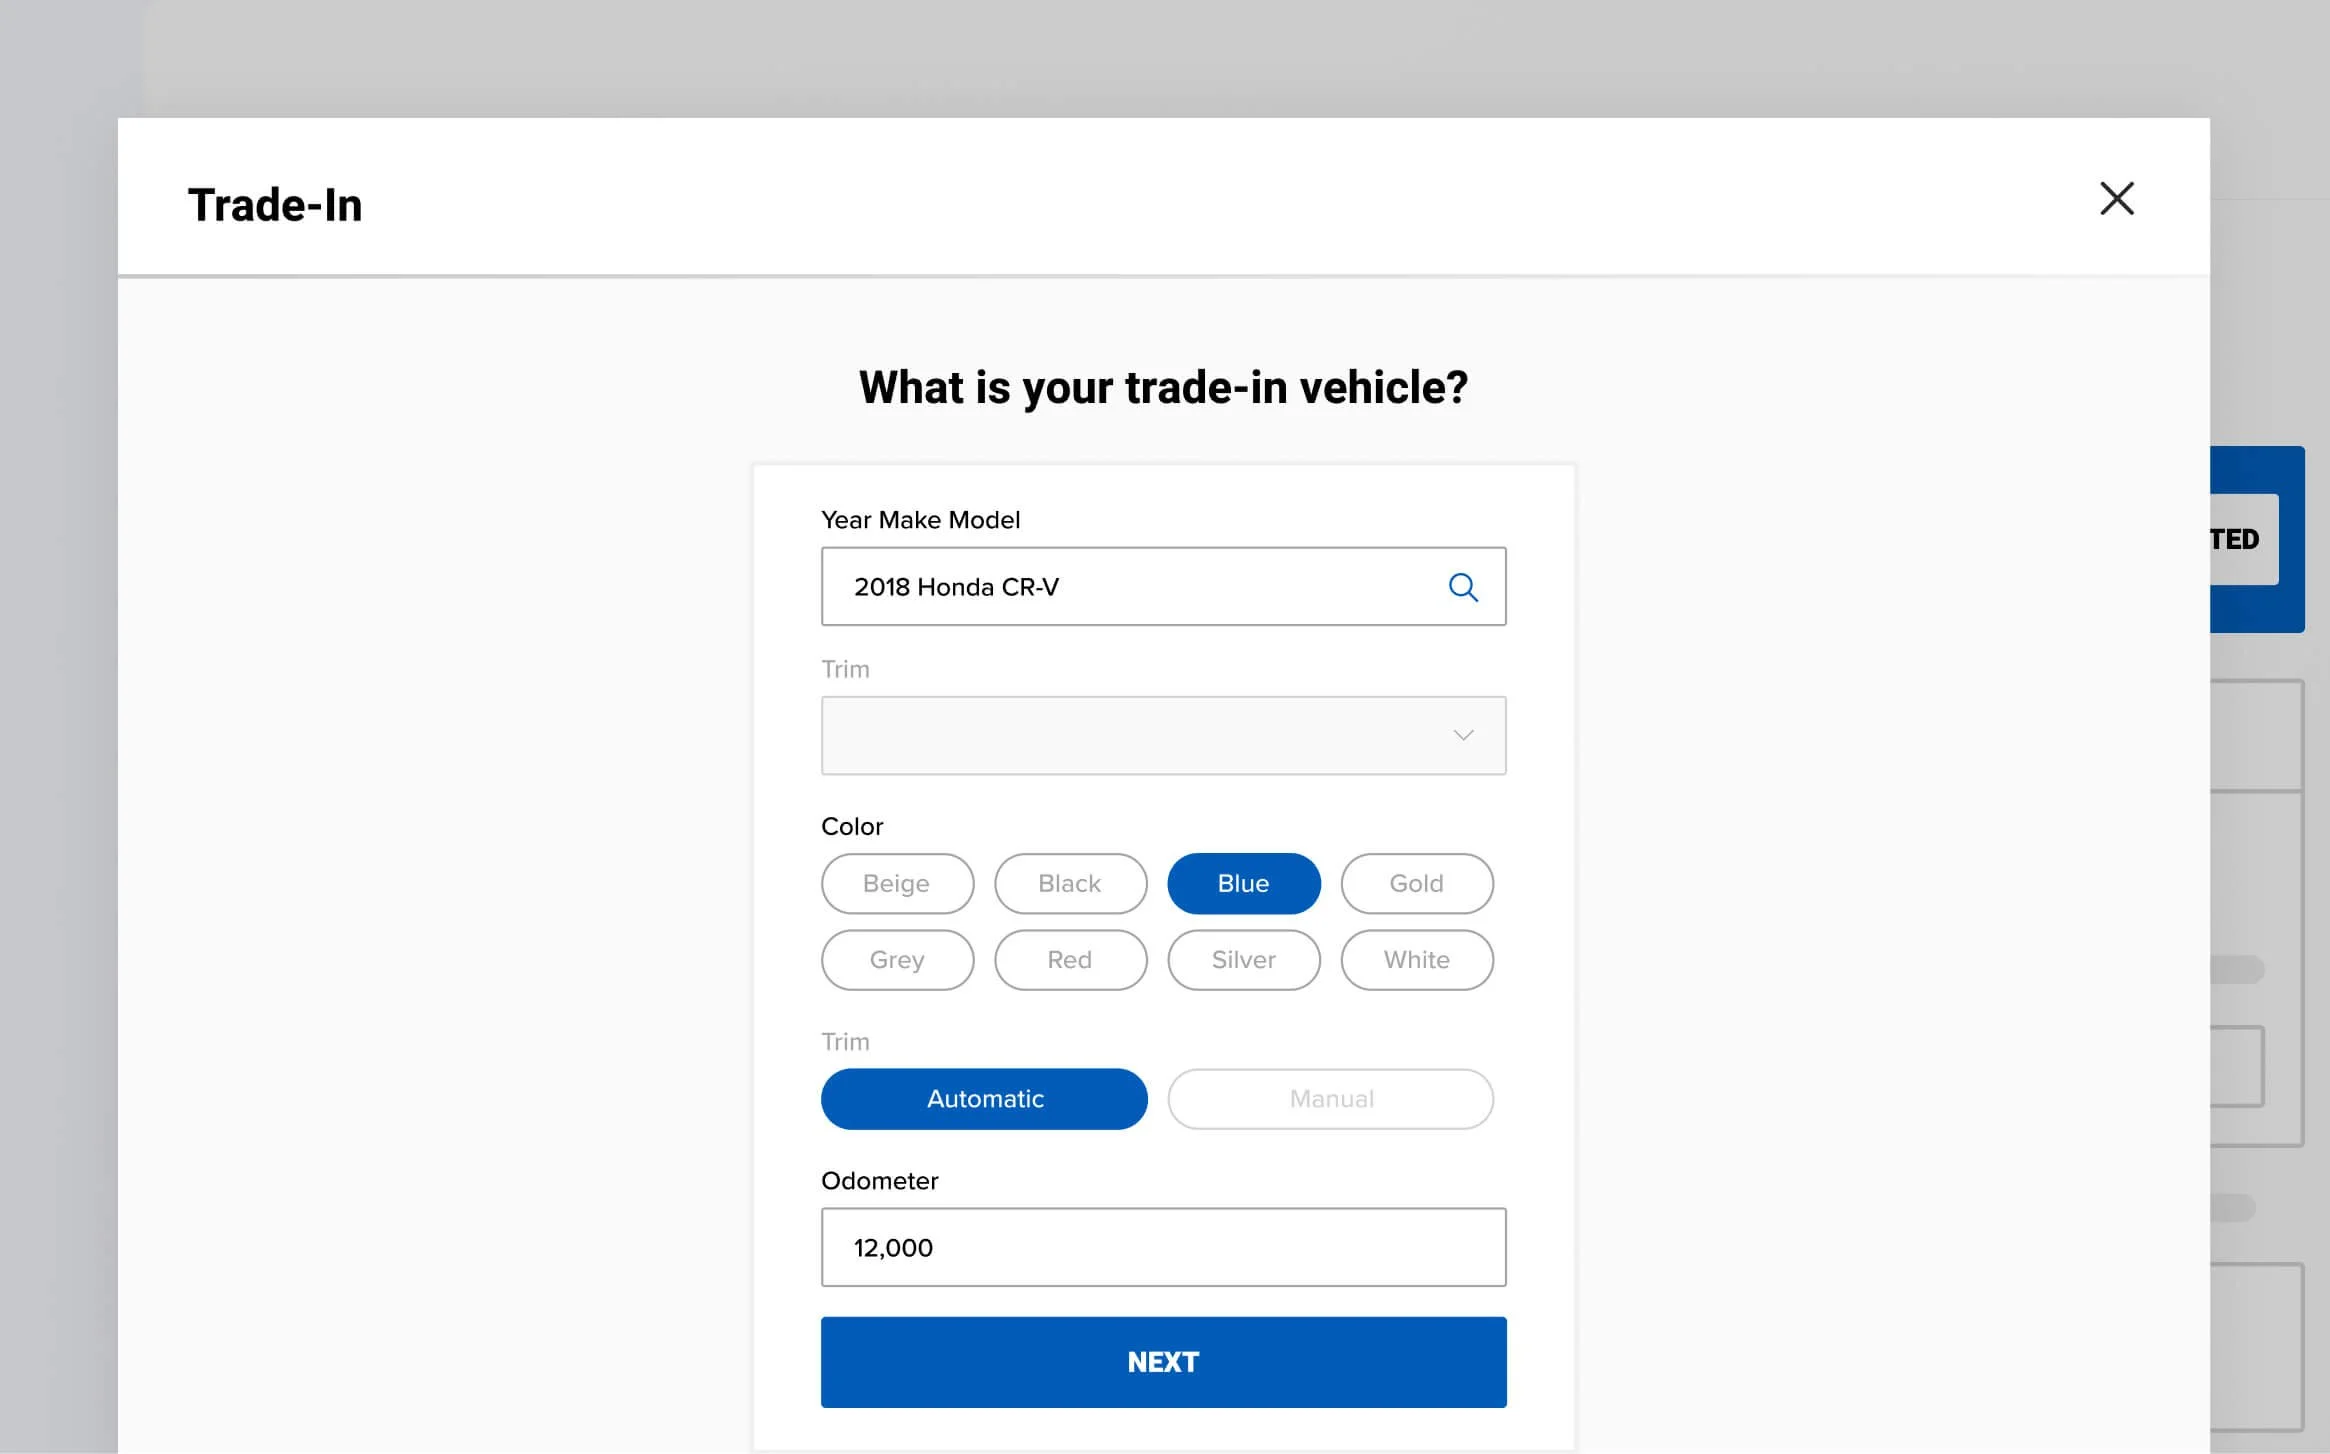 Trade-In
What is your trade-in vehicle?
TED
Year Make Model
2018 Honda CR-V
Trim
Color
Beige Black Blue Gold
Grey Red Silver White
Trim
Automatic Manual
Odometer
12,000
NEXT